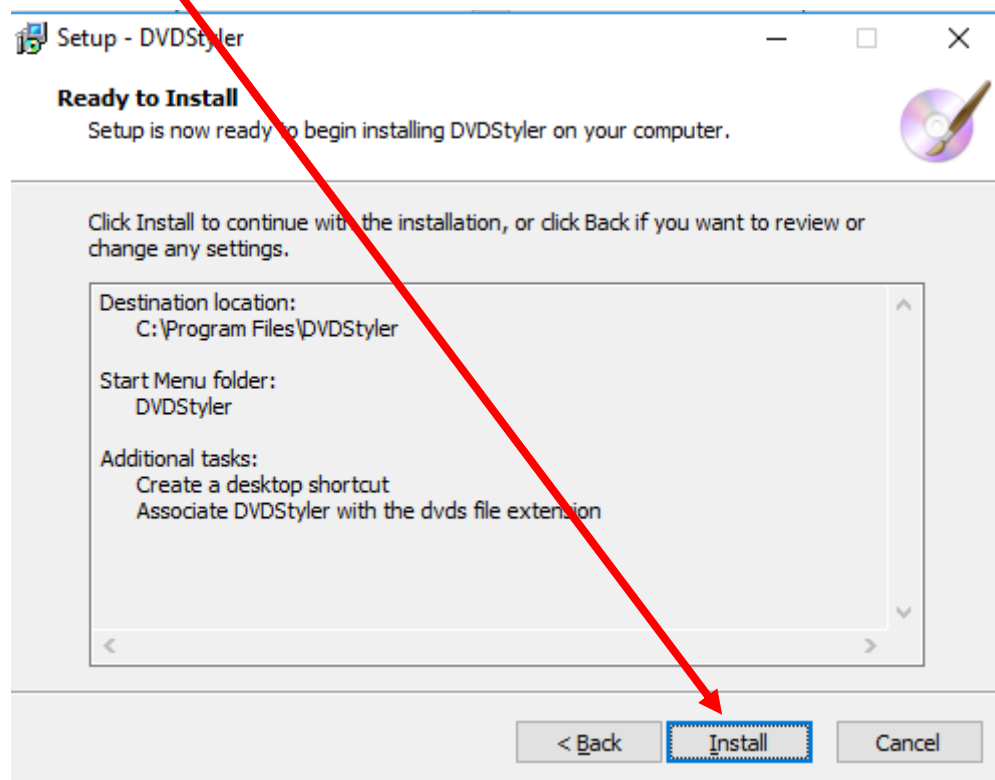 Setup - DVDStyler
Ready to Install
Setup is now ready to begin installing DVDStyler on your computer.
Click Install to continue with the installation, or click Back if you want to review or
change any settings.
Destination location:
C:\Program Files\DVDStyler
Start Menu folder:
DVDStyler
Additional tasks:
Create a desktop shortcut
Associate DVDStyler with the dvds file extension
< Back
Install
Cancel